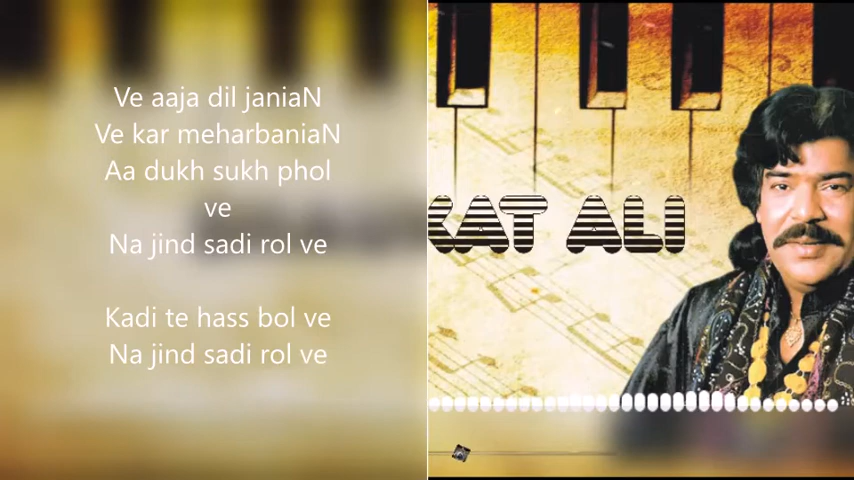 Ve aaja dil janiaN
Ve kar meharbaniaN
Aa dukh sukh phol
ve
Na jind sadi rol ve
Kadi te hass bol ve
Na jind sadi rol ve
KAT ALI